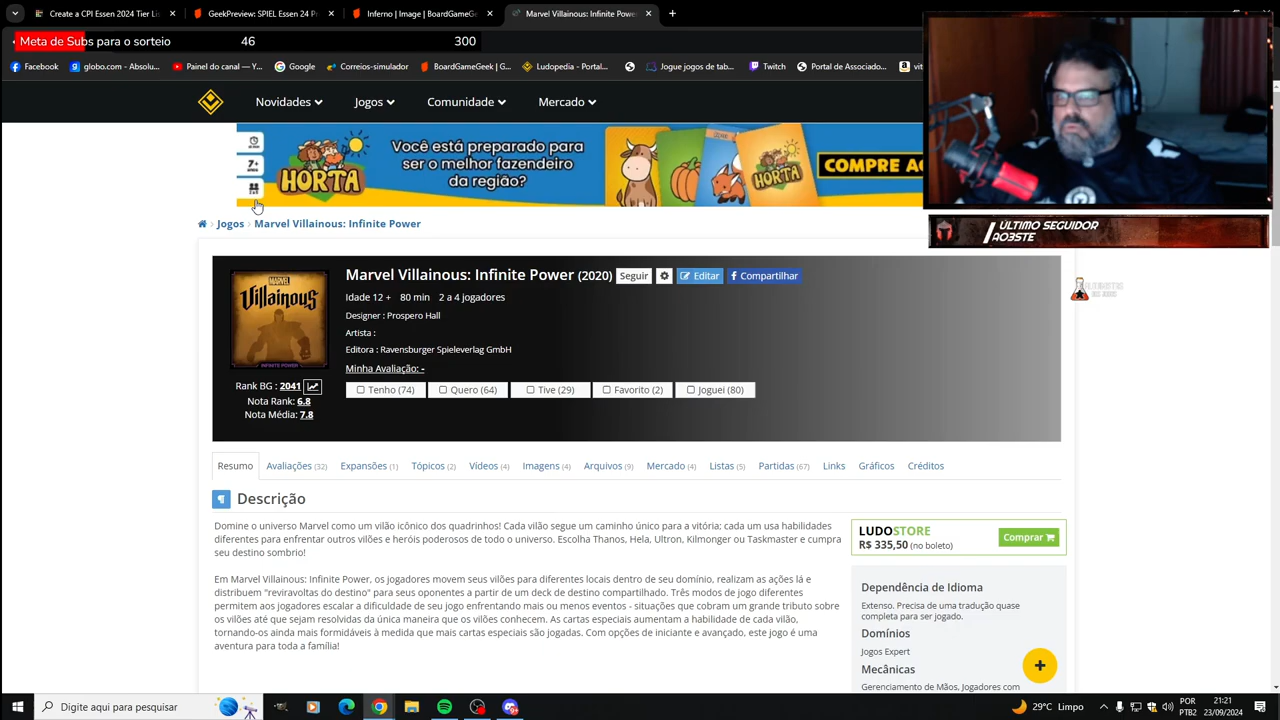 Create a CPI Essen 2024 Tier Lis
GeekPreview: SPIEL Essen 24 P
Inferno | Image | BoardGameGe
Marvel Villainous: Infinite Powe
Meta de Subs para o sorteio 46 300
Facebook globo.com - Absolu... Painel do canal — Y... Google Correios-simulador BoardGameGeek | G... Ludopedia - Portal... Jogue jogos de tab... Twitch Portal de Associado...
Novidades Jogos Comunidade Mercado
7+
HORTA
Você está preparado para
ser o melhor fazendeiro
da região?
HORTA
COMPRE AG
ÚLTIMO SEGUIDOR
AO3STE
Jogos Marvel Villainous: Infinite Power
MARVEL
Villainous
INFINITE POWER
Marvel Villainous: Infinite Power (2020) Seguir Editar Compartilhar
Idade 12 + 80 min 2 a 4 jogadores
Designer : Prospero Hall
Artista :
Editora : Ravensburger Spieleverlag GmbH
Minha Avaliação: -
Rank BG : 2041
Nota Rank: 6.8
Nota Média: 7.8
Tenho (74) Quero (64) Tive (29) Favorito (2) Joguei (80)
Resumo Avaliações (32) Expansões (1) Tópicos (2) Vídeos (4) Imagens (4) Arquivos (9) Mercado (4) Listas (5) Partidas (67) Links Gráficos Créditos
Descrição
Domine o universo Marvel como um vilão icônico dos quadrinhos! Cada vilão segue um caminho único para a vitória; cada um usa habilidades
diferentes para enfrentar outros vilões e heróis poderosos de todo o universo. Escolha Thanos, Hela, Ultron, Kilmonger ou Taskmaster e cumpra
seu destino sombrio!
Em Marvel Villainous: Infinite Power, os jogadores movem seus vilões para diferentes locais dentro de seu domínio, realizam as ações lá e
distribuem "reviravoltas do destino" para seus oponentes a partir de um deck de destino compartilhado. Três modos de jogo diferentes
permitem aos jogadores escalar a dificuldade de seu jogo enfrentando mais ou menos eventos - situações que cobram um grande tributo sobre
os vilões até que sejam resolvidas da única maneira que os vilões conhecem. As cartas especiais aumentam a habilidade de cada vilão,
tornando-os ainda mais formidáveis à medida que mais cartas especiais são jogadas. Com opções de iniciante e avançado, este jogo é uma
aventura para toda a família!
LUDOSTORE
R$ 335,50 (no boleto)
Comprar
Dependência de Idioma
Extenso. Precisa de uma tradução quase
completa para ser jogado.
Domínios
Jogos Expert
Mecânicas
Gerenciamento de Mãos, Jogadores com
+
Digite aqui para pesquisar
29°C Limpo
POR
PTB2
21:21
23/09/2024